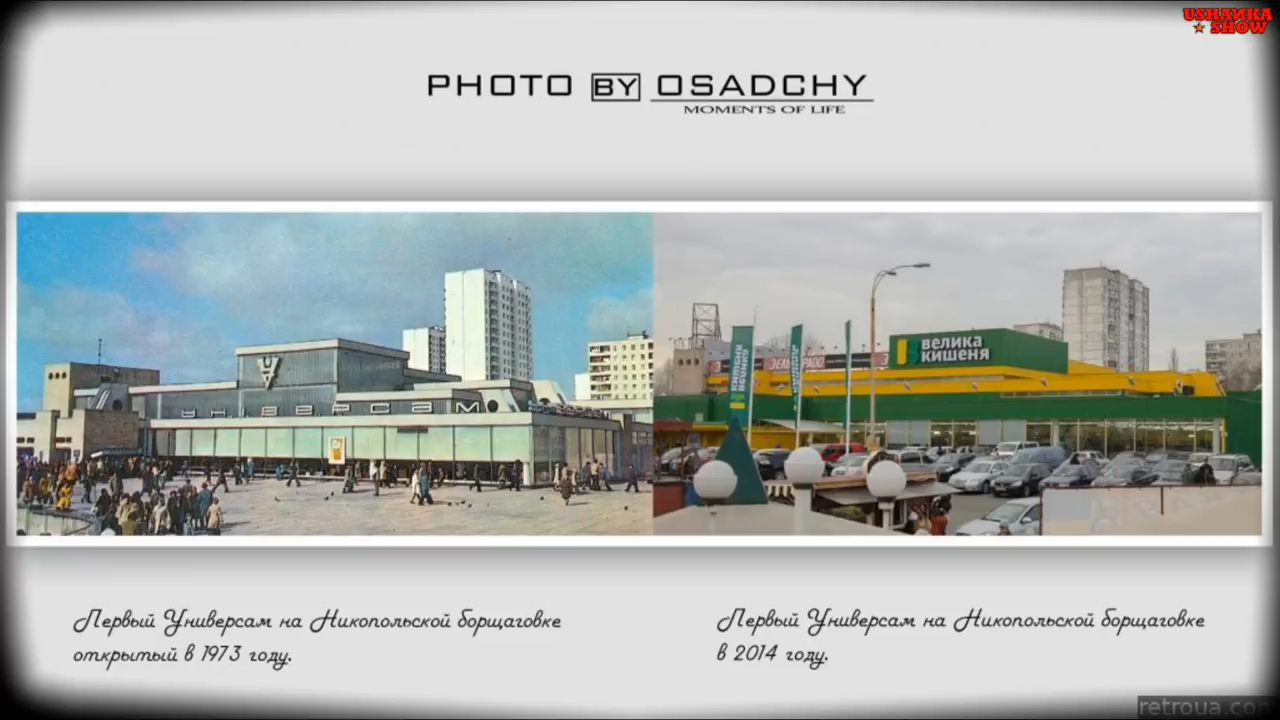 USHANKA
SHOW
PHOTO BY OSADCHY
MOMENTS OF LIFE
У
УНІВЕРСАМ
ВЕЛИКА
КИШЕНЯ
Первый Универсам на Никопольской борщаговке
открытый в 1973 году.
Первый Универсам на Никопольской борщаговке
в 2014 году.
retroua.com